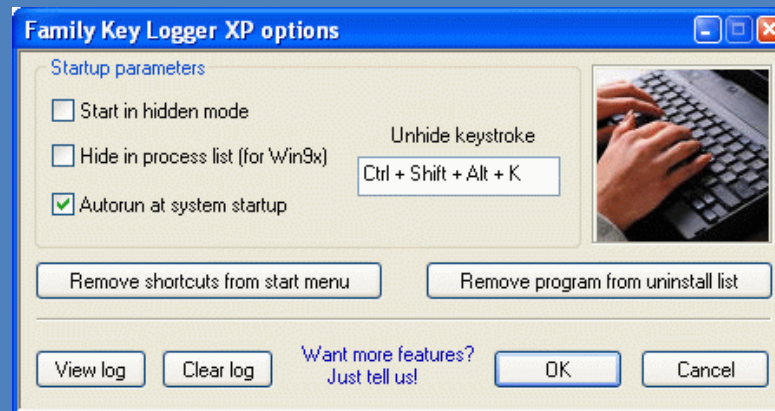 Family Key Logger XP options
Startup parameters
Start in hidden mode
Hide in process list (for Win9x)
Autorun at system startup
Unhide keystroke
Ctrl + Shift + Alt + K
Remove shortcuts from start menu
Remove program from uninstall list
View log
Clear log
Want more features?
Just tell us!
OK
Cancel